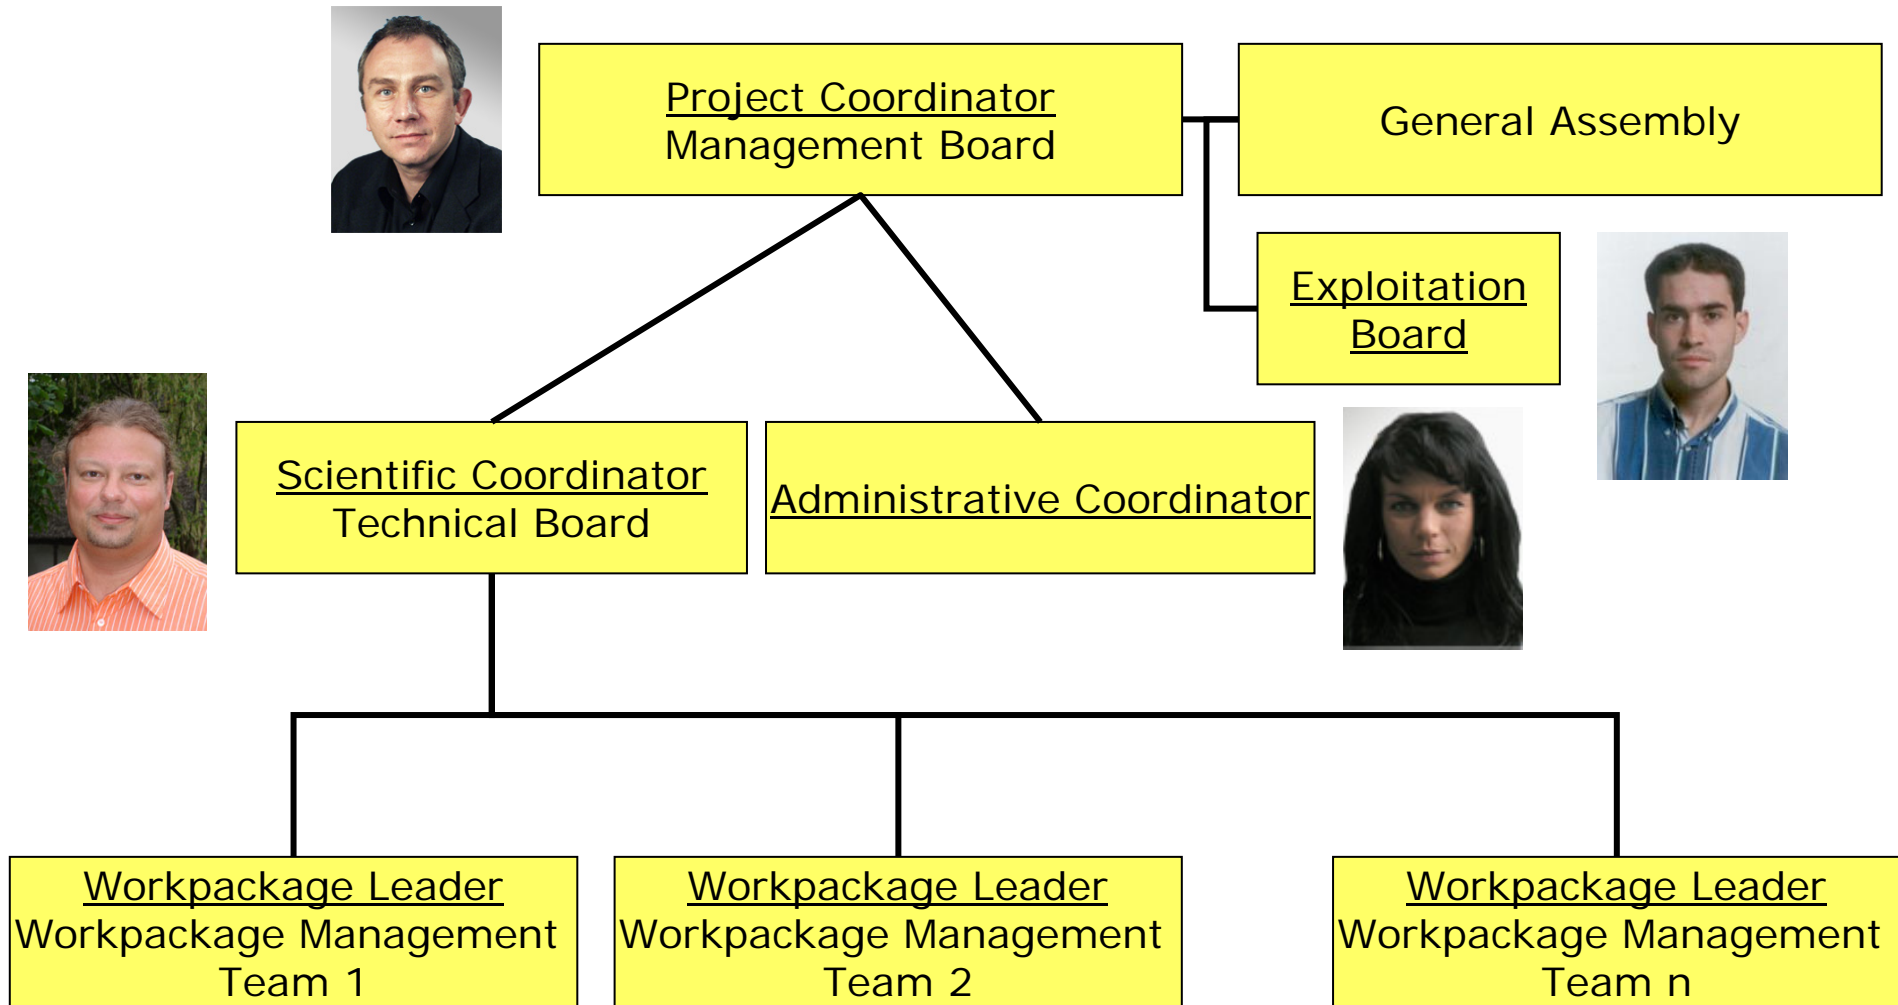 Project Coordinator
Management Board
General Assembly
Exploitation
Board
Scientific Coordinator
Technical Board
Administrative Coordinator
Workpackage Leader
Workpackage Management
Team 1
Workpackage Leader
Workpackage Management
Team 2
Workpackage Leader
Workpackage Management
Team n